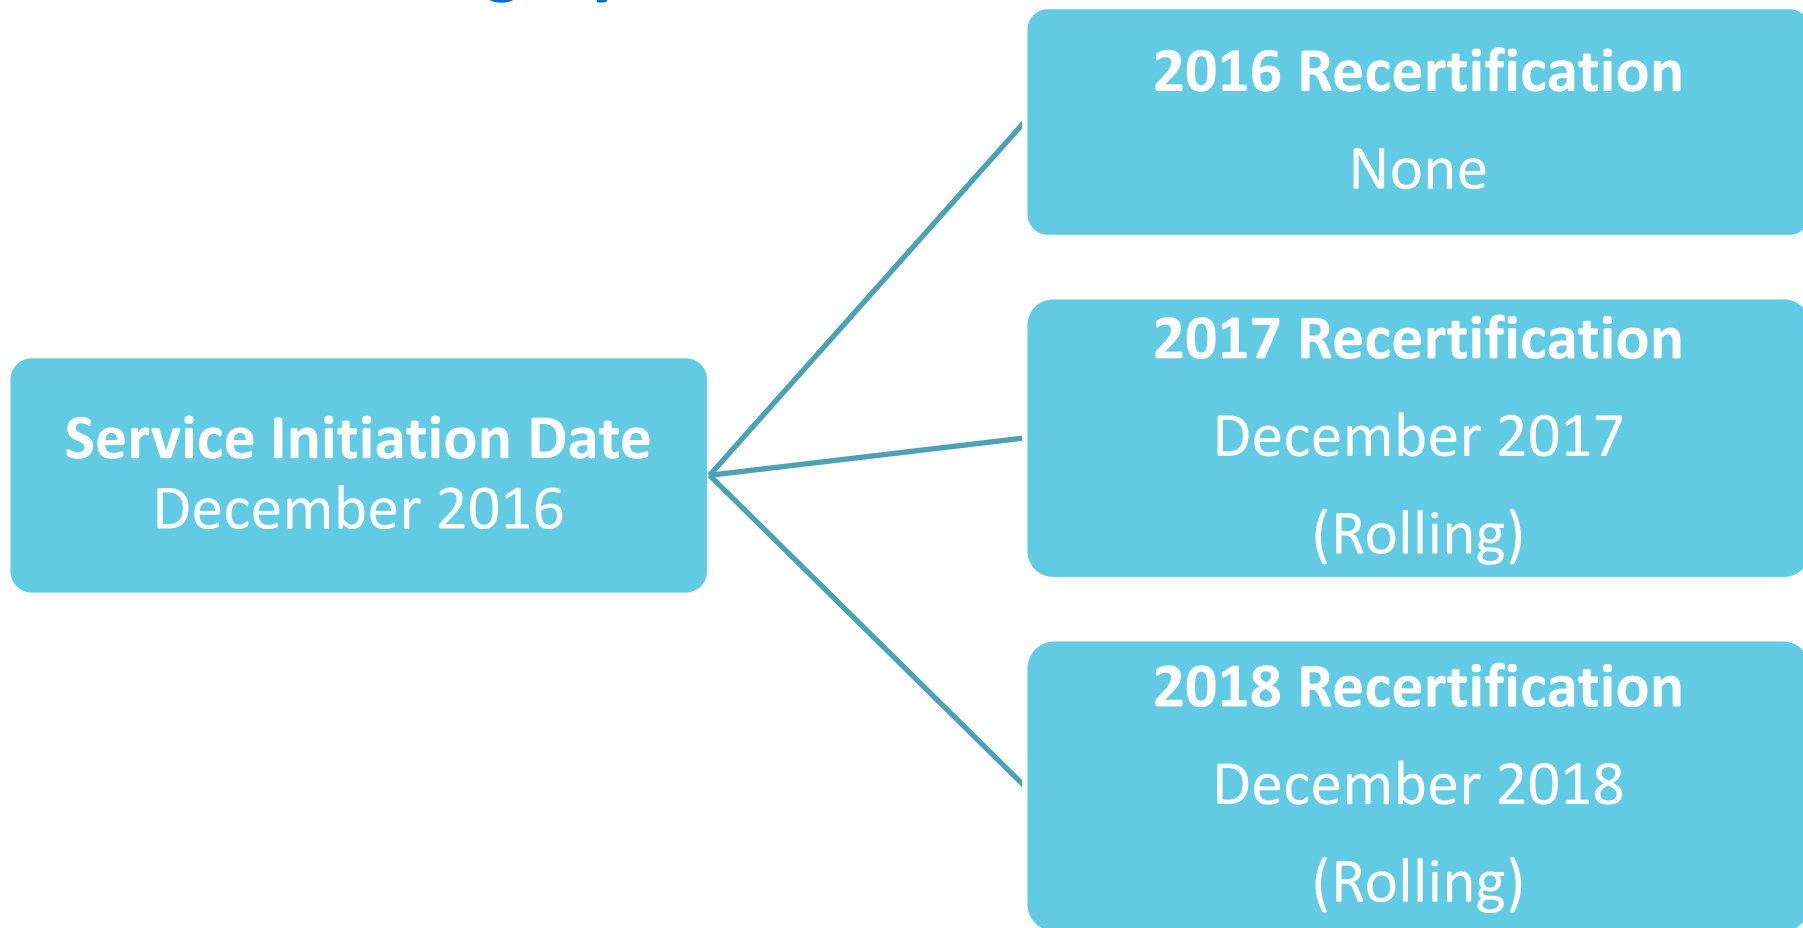 Service Initiation Date
December 2016
2016 Recertification
None
2017 Recertification
December 2017
(Rolling)
2018 Recertification
December 2018
(Rolling)